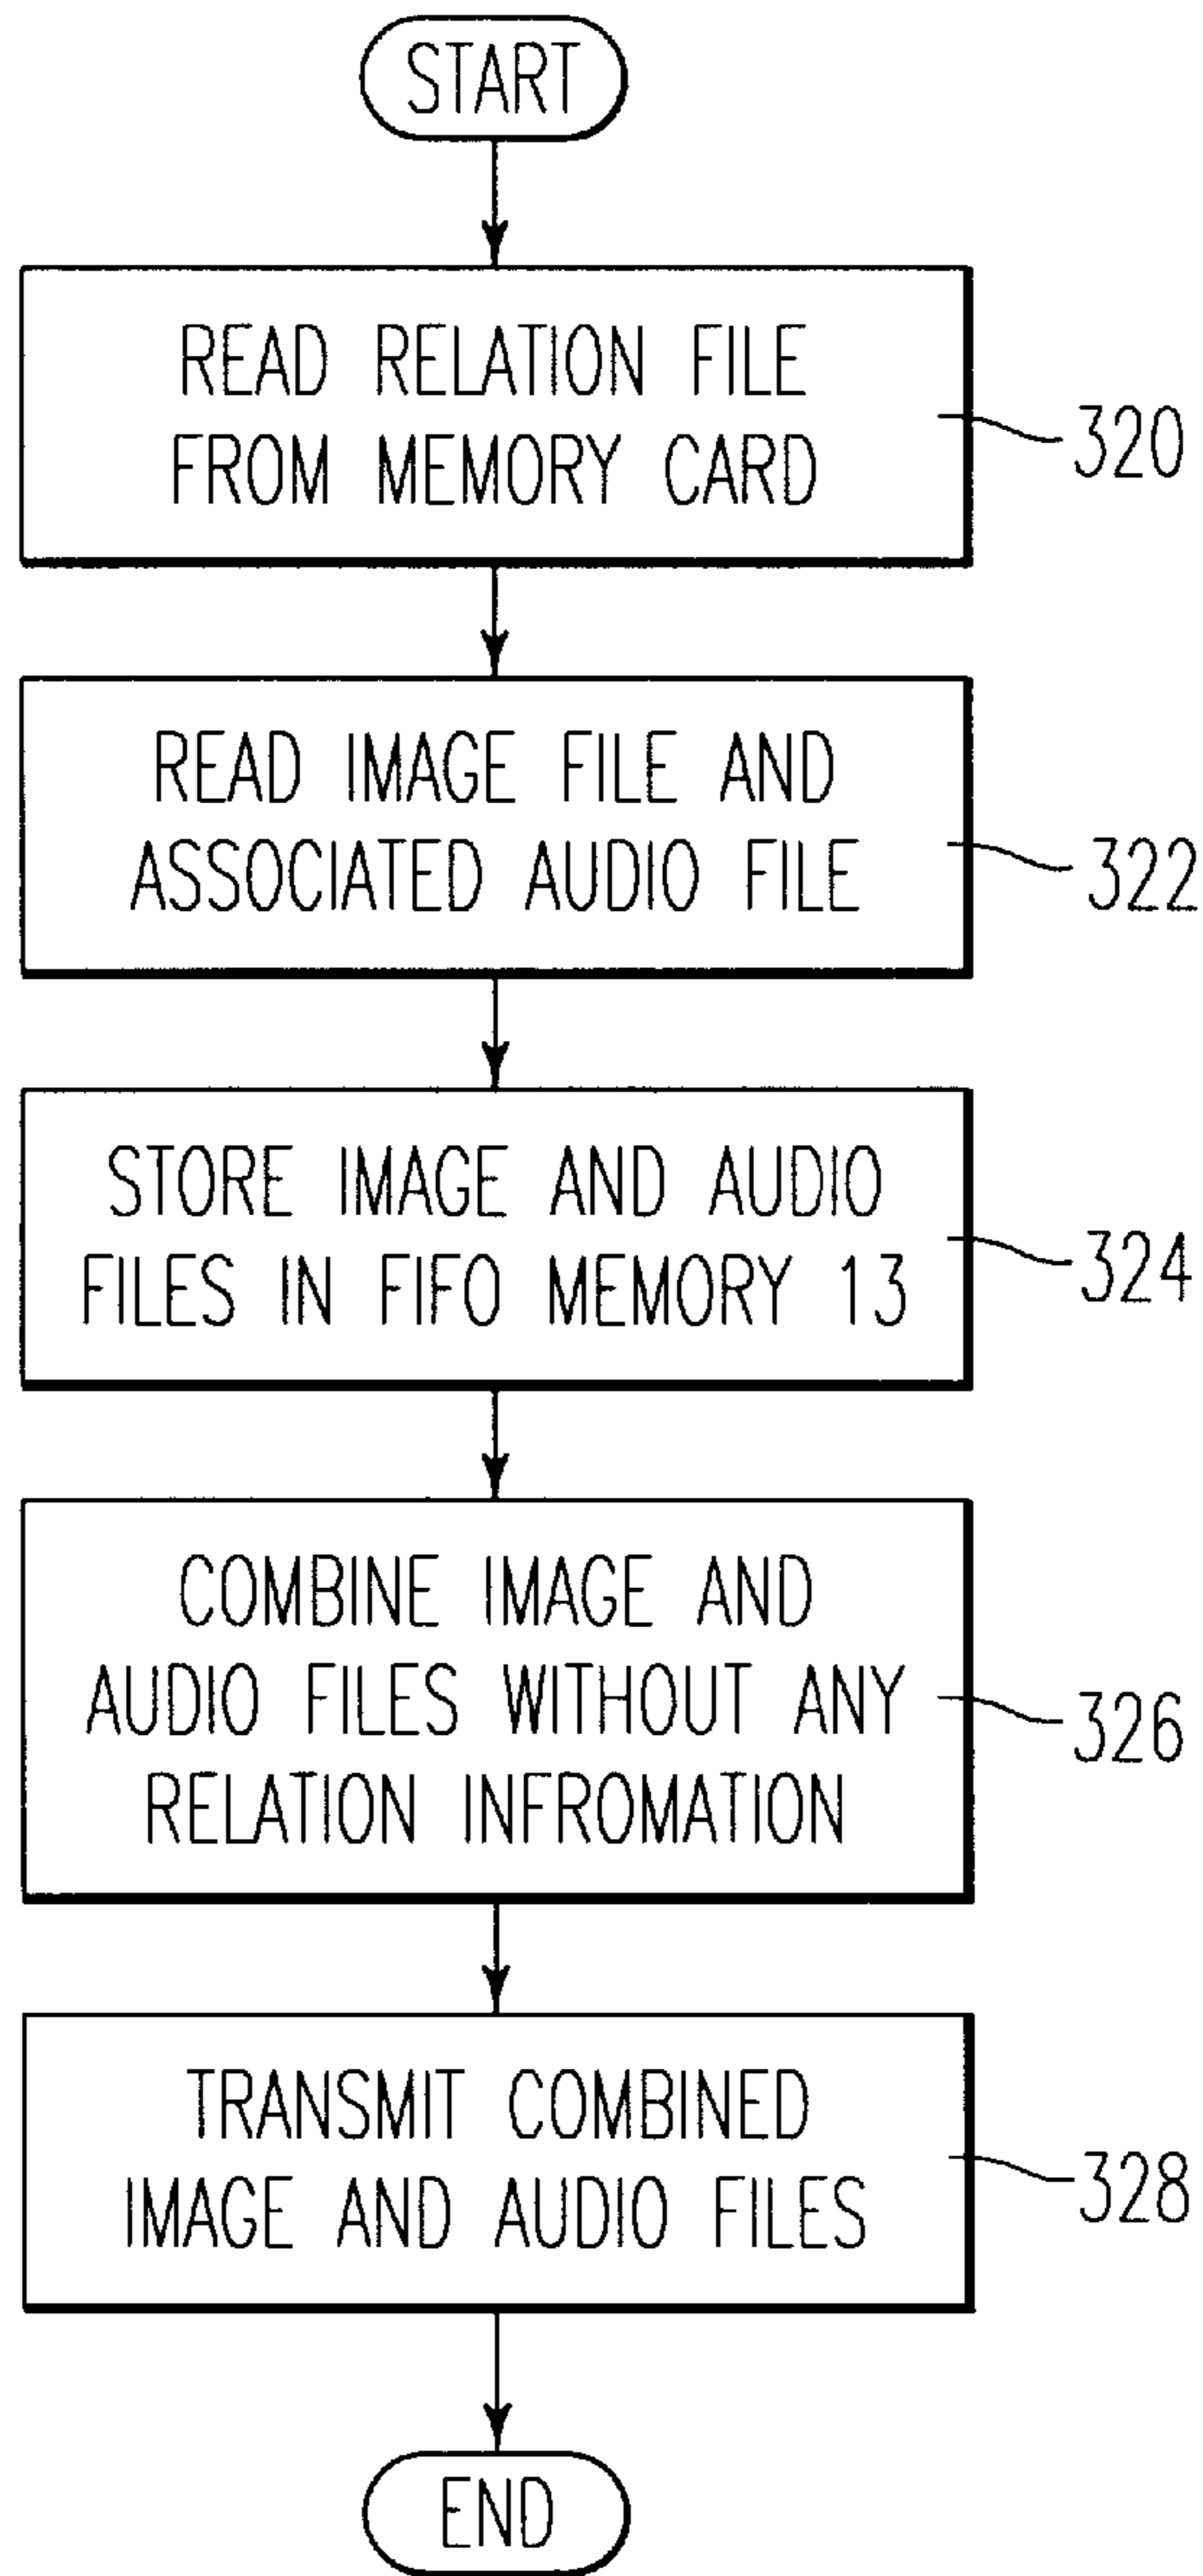 START
READ RELATION FILE
FROM MEMORY CARD
320
READ IMAGE FILE AND
ASSOCIATED AUDIO FILE
322
STORE IMAGE AND AUDIO
FILES IN FIFO MEMORY 13
324
COMBINE IMAGE AND
AUDIO FILES WITHOUT ANY
RELATION INFROMATION
326
TRANSMIT COMBINED
IMAGE AND AUDIO FILES
328
END